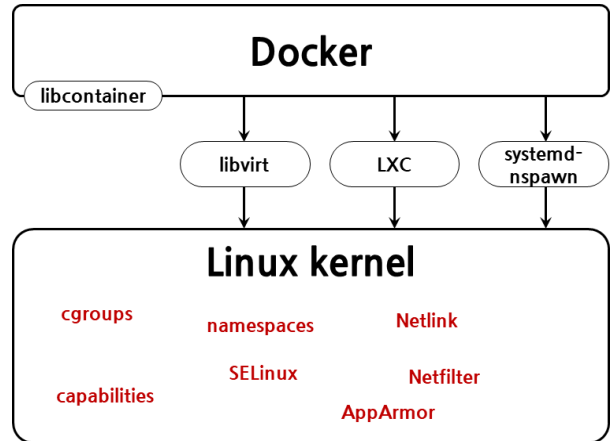 Docker
libcontainer
libvirt
LXC
systemd-
nspawn
Linux kernel
cgroups
namespaces
Netlink
SELinux
Netfilter
capabilities
AppArmor